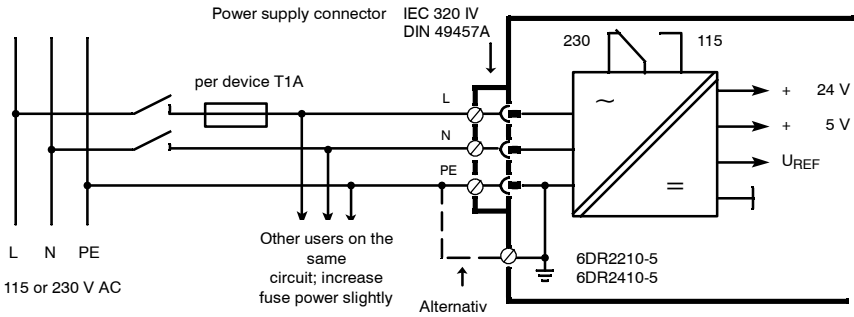 Power supply connector IEC 320 IV
DIN 49457A
230 115
per device T1A
L
~
+ 24 V
N
+ 5 V
PE
UREF
=
L N PE
Other users on the
same
circuit; increase
fuse power slightly
6DR2210-5
6DR2410-5
115 or 230 V AC
Alternativ